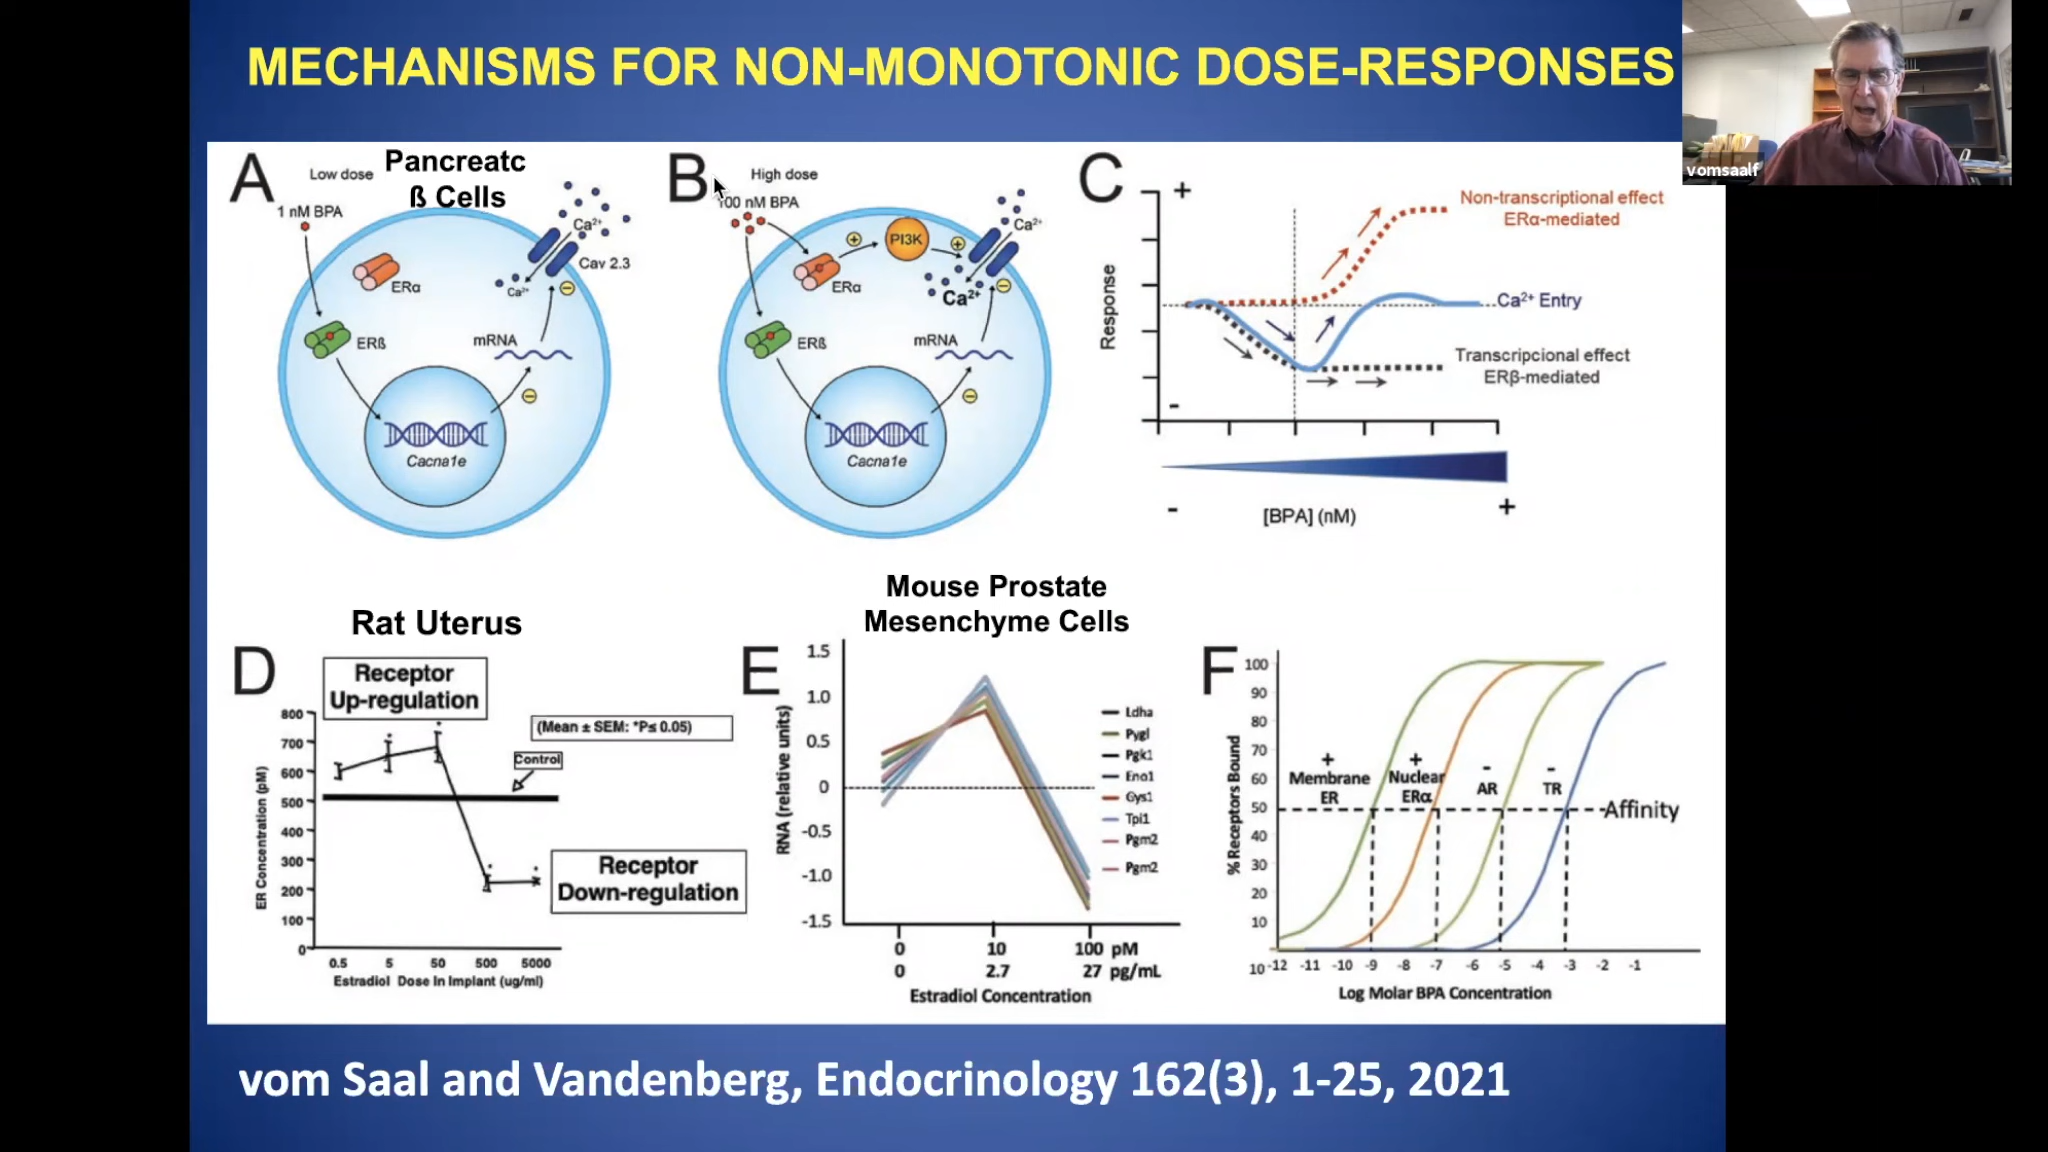 MECHANISMS FOR NON-MONOTONIC DOSE-RESPONSES
vomsaalf
A
Low dose
Pancreatc
ß Cells
1 nM BPA
Ca²⁺
Cav 2.3
Ca²⁺
ERα
ERß
mRNA
Cacna1e
B
High dose
100 nM BPA
PI3K
Ca²⁺
Ca²⁺
ERα
ERß
mRNA
Cacna1e
C
+
Response
-
Non-transcriptional effect
ERα-mediated
Ca²⁺ Entry
Transcripcional effect
ERβ-mediated
- [BPA] (nM) +
Rat Uterus
D
Receptor
Up-regulation
(Mean ± SEM: *P≤ 0.05)
Control
Receptor
Down-regulation
ER Concentration (pM)
800
700
600
500
400
300
200
100
0
0.5 5 50 500 5000
Estradiol Dose In Implant (ug/ml)
Mouse Prostate
Mesenchyme Cells
E
RNA (relative units)
1.5
1.0
0.5
0
-0.5
-1.0
-1.5
Ldha
Pygl
Pgk1
Eno1
Gys1
Tpi1
Pgm2
Pgm2
0 10 100 pM
0 2.7 27 pg/mL
Estradiol Concentration
F
% Receptors Bound
100
90
80
70
60
50
40
30
20
10
+
Membrane
ER
+
Nuclear
ERα
-
AR
-
TR
Affinity
10 -12 -11 -10 -9 -8 -7 -6 -5 -4 -3 -2 -1
Log Molar BPA Concentration
vom Saal and Vandenberg, Endocrinology 162(3), 1-25, 2021